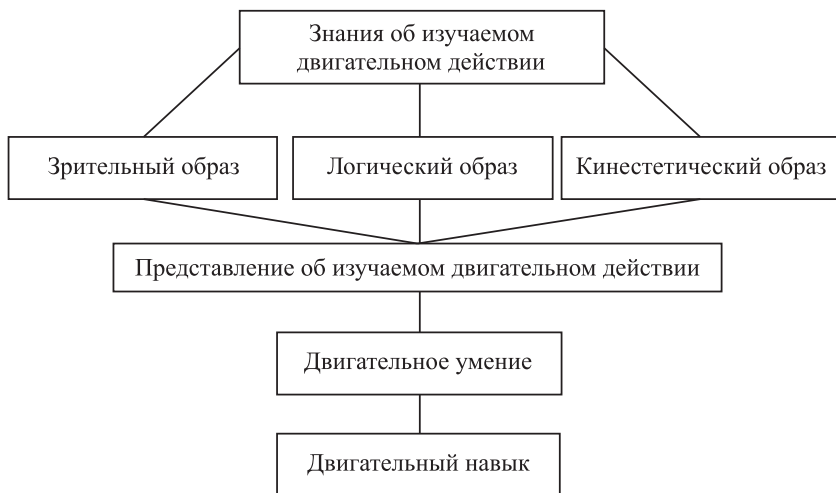 Знания об изучаемом
двигательном действии
Зрительный образ
Логический образ
Кинестетический образ
Представление об изучаемом двигательном действии
Двигательное умение
Двигательный навык